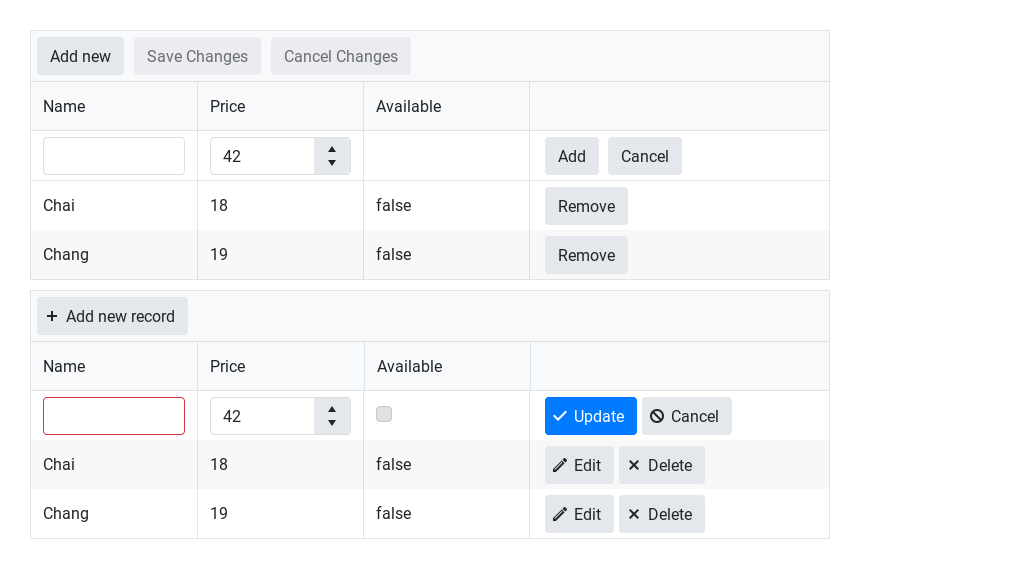 Add new Save Changes Cancel Changes
Name Price Available
42 Add Cancel
Chai 18 false Remove
Chang 19 false Remove
Add new record
Name Price Available
42 Update Cancel
Chai 18 false Edit Delete
Chang 19 false Edit Delete